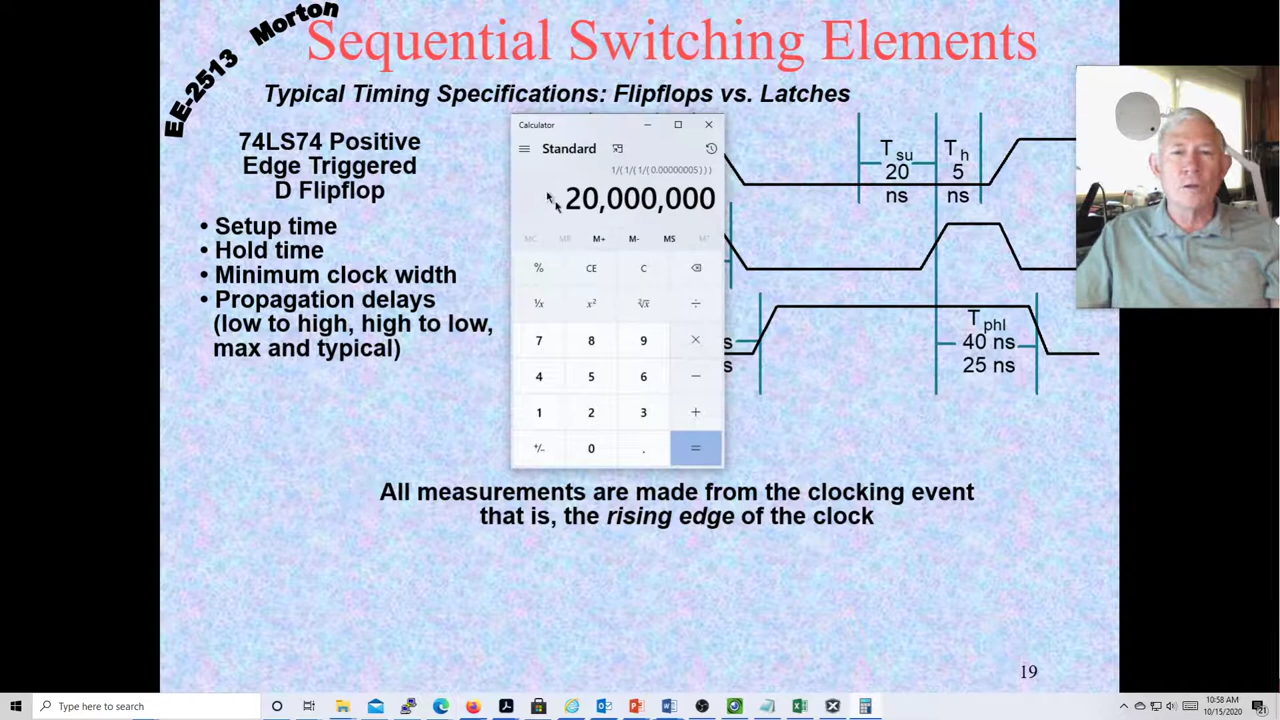 EE-2513 Morton
Sequential Switching Elements
Typical Timing Specifications: Flipflops vs. Latches
74LS74 Positive
Edge Triggered
D Flipflop
• Setup time
• Hold time
• Minimum clock width
• Propagation delays
(low to high, high to low,
max and typical)
Calculator
Standard
1/(1/(1/(0.00000005)))
20,000,000
MC MR M+ M- MS M˅
% CE C
¹/x x² ²√x ÷
7 8 9 ×
4 5 6 −
1 2 3 +
+/- 0 . =
Tsu
20
ns
Th
5
ns
s
s
Tphl
40 ns
25 ns
All measurements are made from the clocking event
that is, the rising edge of the clock
19
Type here to search
10:58 AM
10/15/2020
21